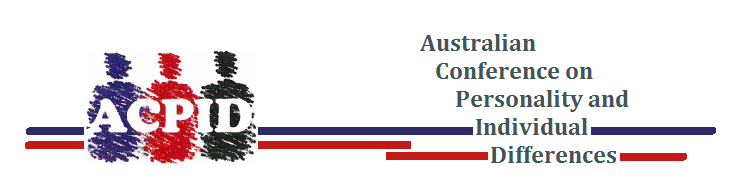 ACPID
Australian
Conference on
Personality and
Individual
Differences